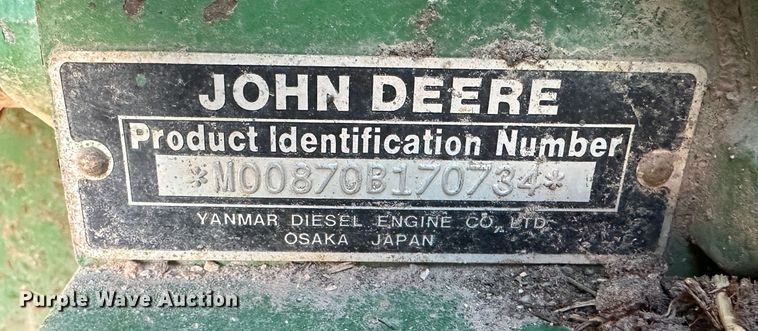 JOHN DEERE
Product Identification Number
*M00870B170734*
YANMAR DIESEL ENGINE CO., LTD.
OSAKA JAPAN
Purple Wave Auction